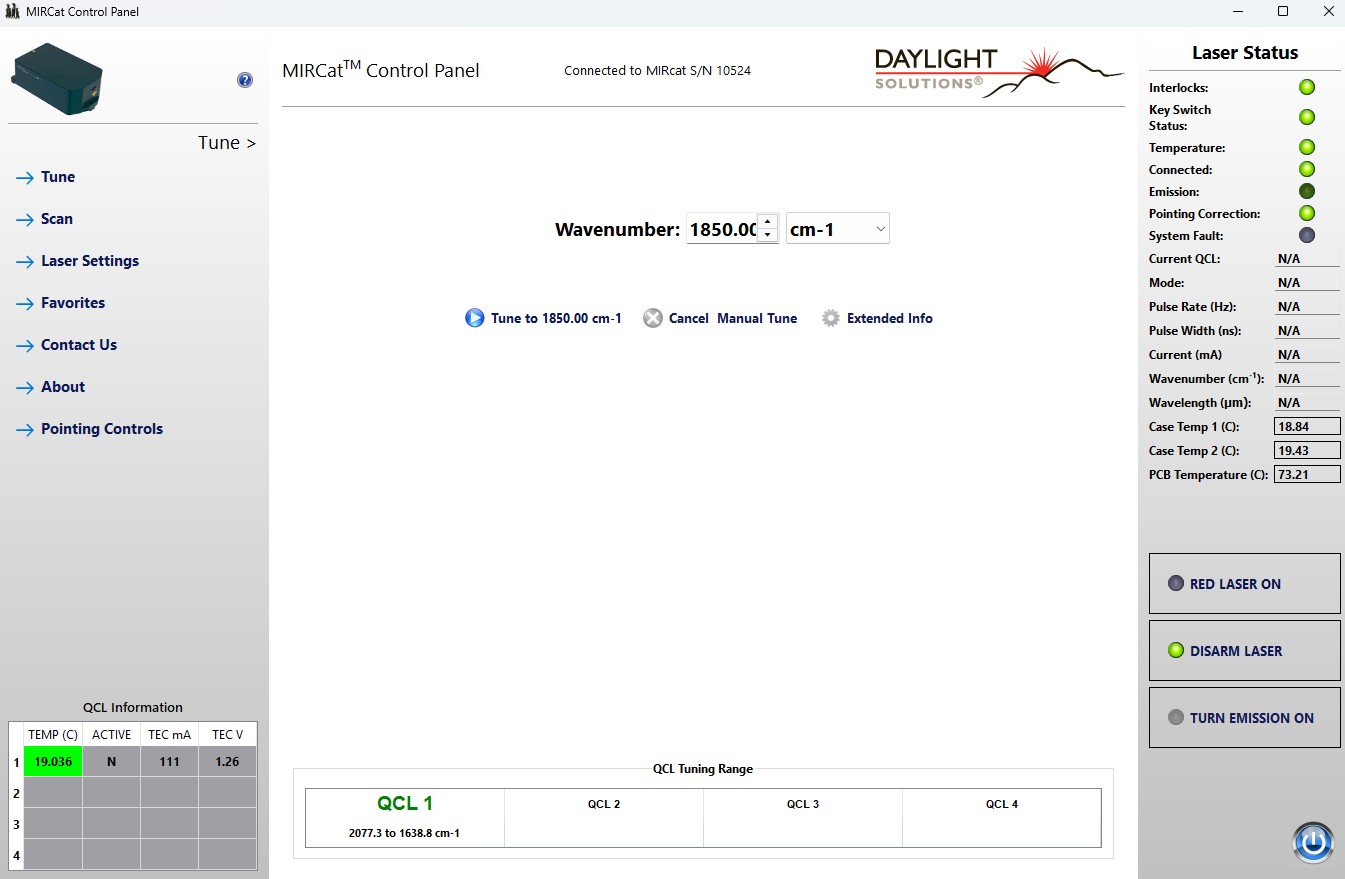 MIRCat Control Panel
Tune >
Tune
Scan
Laser Settings
Favorites
Contact Us
About
Pointing Controls
QCL Information
TEMP (C) ACTIVE TEC mA TEC V
1 19.036 N 111 1.26
2
3
4
MIRCat™ Control Panel
Connected to MIRcat S/N 10524
DAYLIGHT
SOLUTIONS®
Wavenumber: 1850.00 cm-1
Tune to 1850.00 cm-1 Cancel Manual Tune Extended Info
QCL Tuning Range
QCL 1 QCL 2 QCL 3 QCL 4
2077.3 to 1638.8 cm-1
Laser Status
Interlocks:
Key Switch
Status:
Temperature:
Connected:
Emission:
Pointing Correction:
System Fault:
Current QCL: N/A
Mode: N/A
Pulse Rate (Hz): N/A
Pulse Width (ns): N/A
Current (mA) N/A
Wavenumber (cm⁻¹): N/A
Wavelength (μm): N/A
Case Temp 1 (C): 18.84
Case Temp 2 (C): 19.43
PCB Temperature (C): 73.21
RED LASER ON
DISARM LASER
TURN EMISSION ON